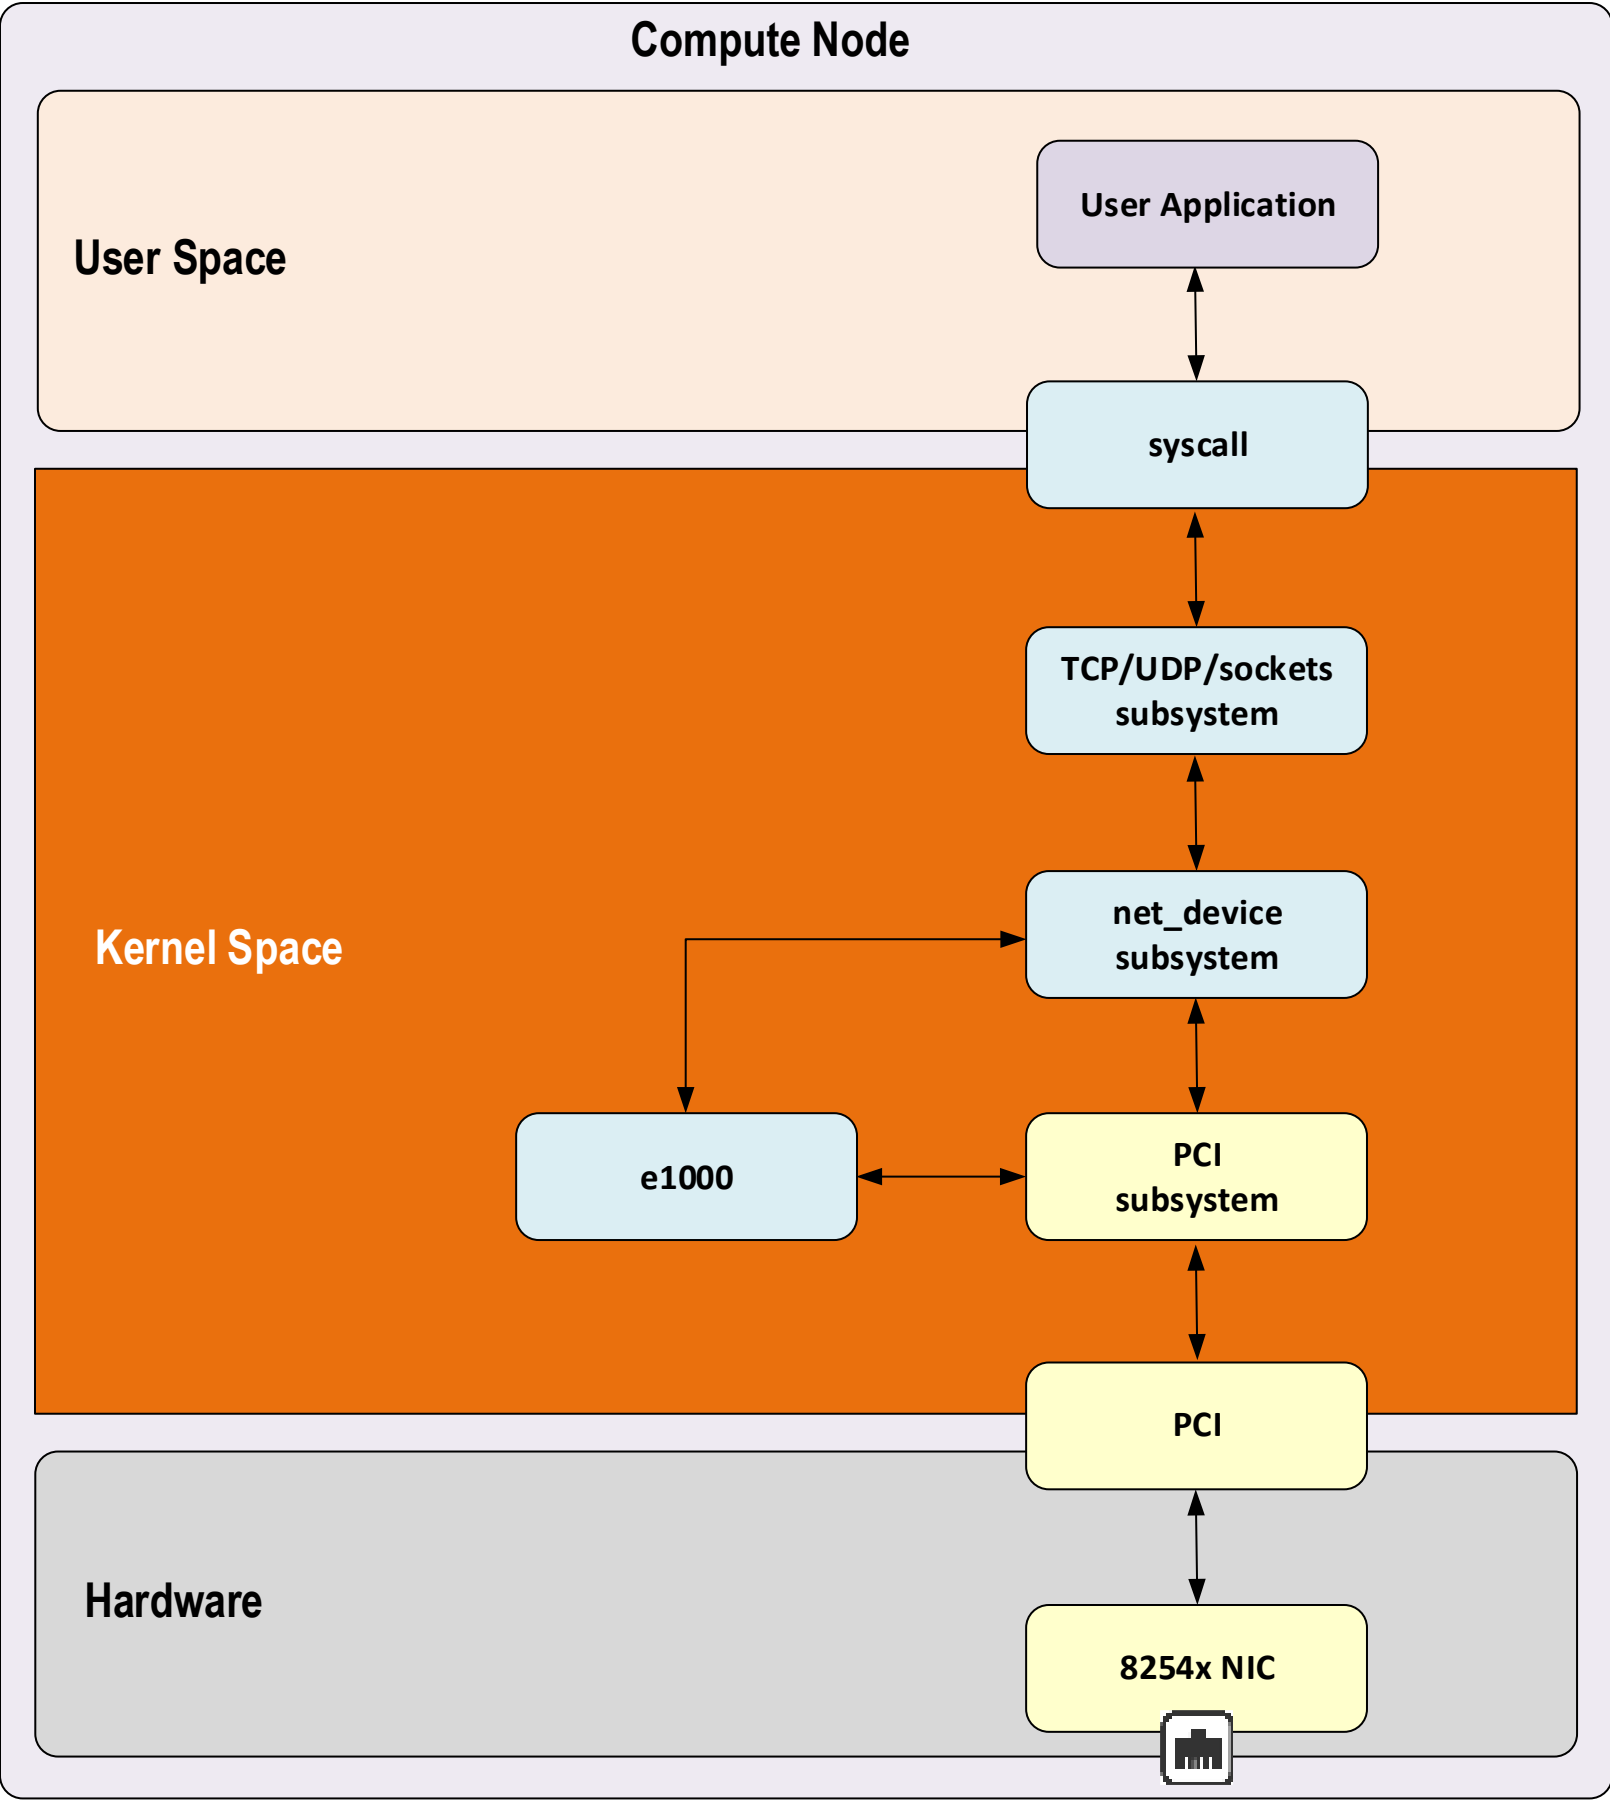 Compute Node
User Application
User Space
syscall
TCP/UDP/sockets
subsystem
net_device
subsystem
Kernel Space
PCI
subsystem
e1000
PCI
Hardware
8254x NIC